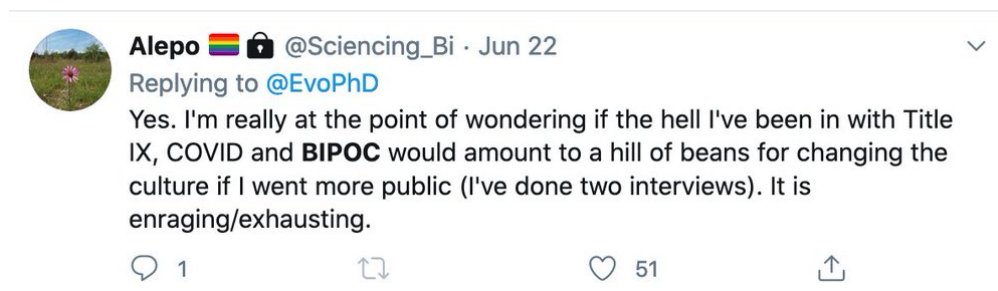 Alepo 🏳️‍🌈 🔒 @Sciencing_Bi · Jun 22
Replying to @EvoPhD
Yes. I'm really at the point of wondering if the hell I've been in with Title
IX, COVID and BIPOC would amount to a hill of beans for changing the
culture if I went more public (I've done two interviews). It is
enraging/exhausting.
1 51